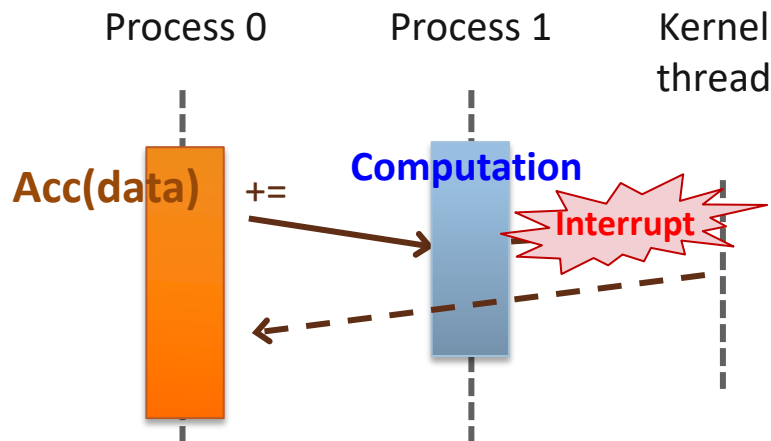 Process 0
Process 1
Kernel
thread
Acc(data)
+=
Computation
Interrupt